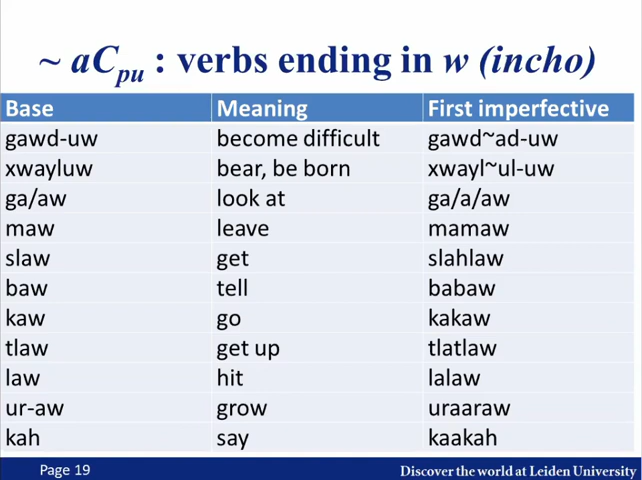 ~ aCpu : verbs ending in w (incho)
Base Meaning First imperfective
gawd-uw become difficult gawd~ad-uw
xwayluw bear, be born xwayl~ul-uw
ga/aw look at ga/a/aw
maw leave mamaw
slaw get slahlaw
baw tell babaw
kaw go kakaw
tlaw get up tlatlaw
law hit lalaw
ur-aw grow uraaraw
kah say kaakah
Page 19 Discover the world at Leiden University